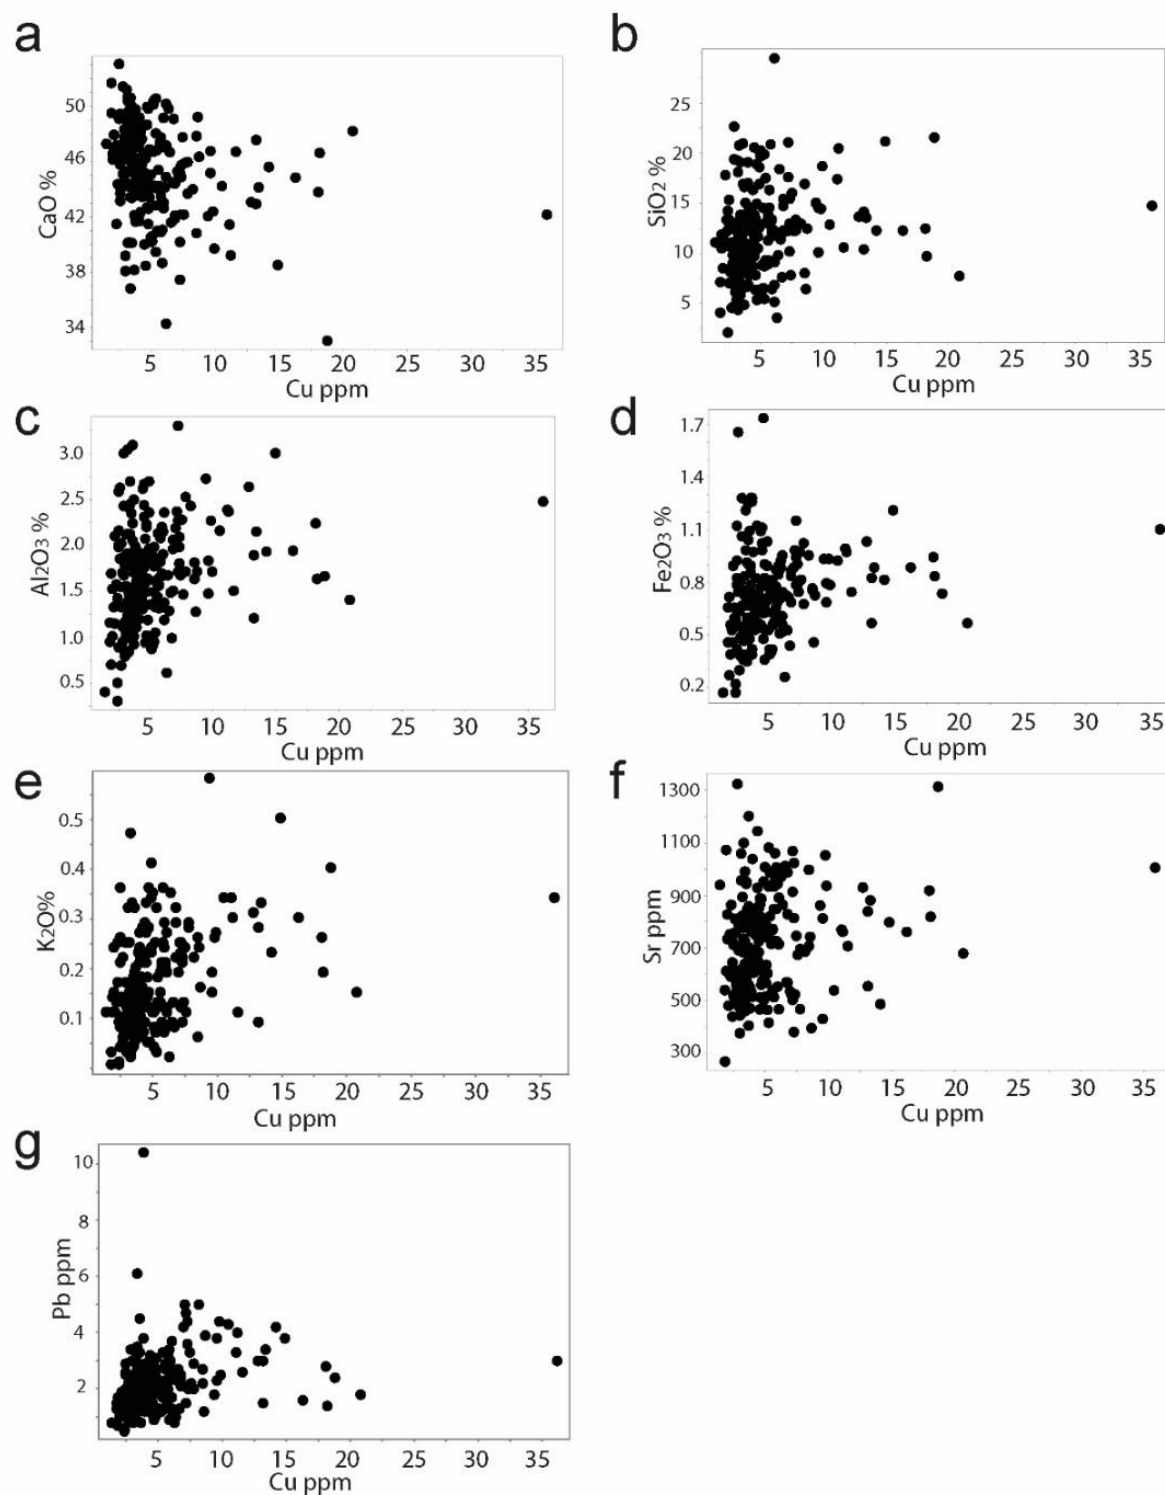 a
50
46
42
38
34
CaO %
5 10 15 20 25 30 35
Cu ppm
b
25
20
15
10
5
SiO2 %
5 10 15 20 25 30 35
Cu ppm
c
3.0
2.5
2.0
1.5
1.0
0.5
Al2O3 %
5 10 15 20 25 30 35
Cu ppm
d
1.7
1.4
1.1
0.8
0.5
0.2
Fe2O3 %
5 10 15 20 25 30 35
Cu ppm
e
0.5
0.4
0.3
0.2
0.1
K2O%
5 10 15 20 25 30 35
Cu ppm
f
1300
1100
900
700
500
300
Sr ppm
5 10 15 20 25 30 35
Cu ppm
g
10
8
6
4
2
Pb ppm
5 10 15 20 25 30 35
Cu ppm